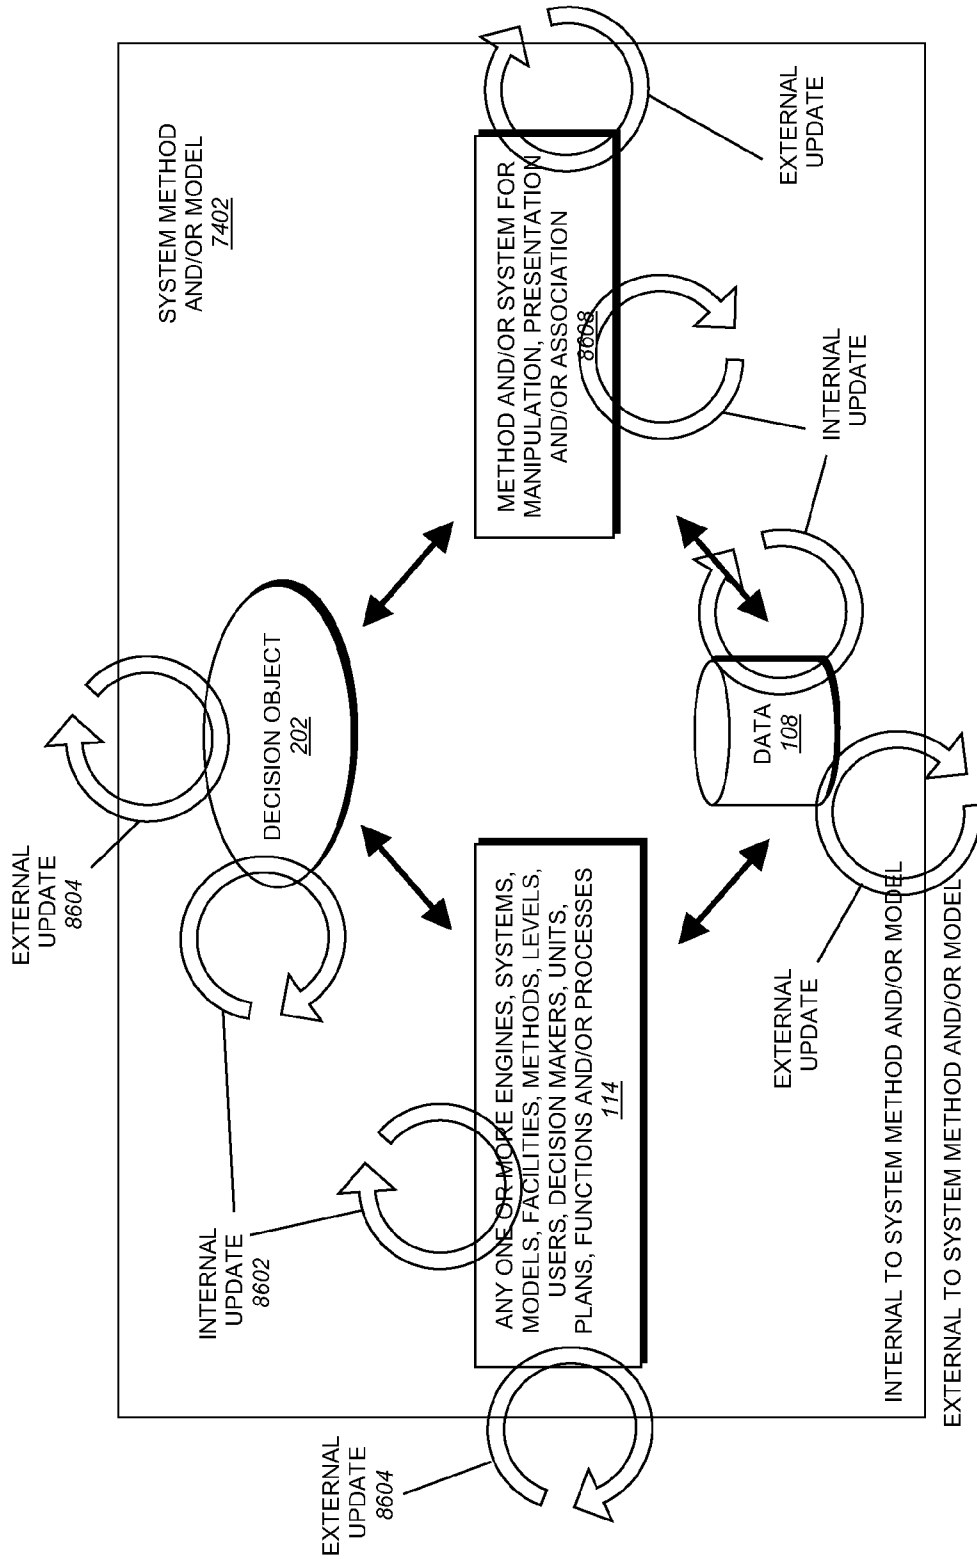 EXTERNAL
UPDATE
8604
SYSTEM METHOD
AND/OR MODEL
7402
INTERNAL
UPDATE
8602
DECISION OBJECT
202
EXTERNAL
UPDATE
8604
ANY ONE OR MORE ENGINES, SYSTEMS,
MODELS, FACILITIES, METHODS, LEVELS,
USERS, DECISION MAKERS, UNITS,
PLANS, FUNCTIONS AND/OR PROCESSES
114
METHOD AND/OR SYSTEM FOR
MANIPULATION, PRESENTATION
AND/OR ASSOCIATION
8608
EXTERNAL
UPDATE
DATA
108
INTERNAL
UPDATE
EXTERNAL
UPDATE
INTERNAL TO SYSTEM METHOD AND/OR MODEL
EXTERNAL TO SYSTEM METHOD AND/OR MODEL